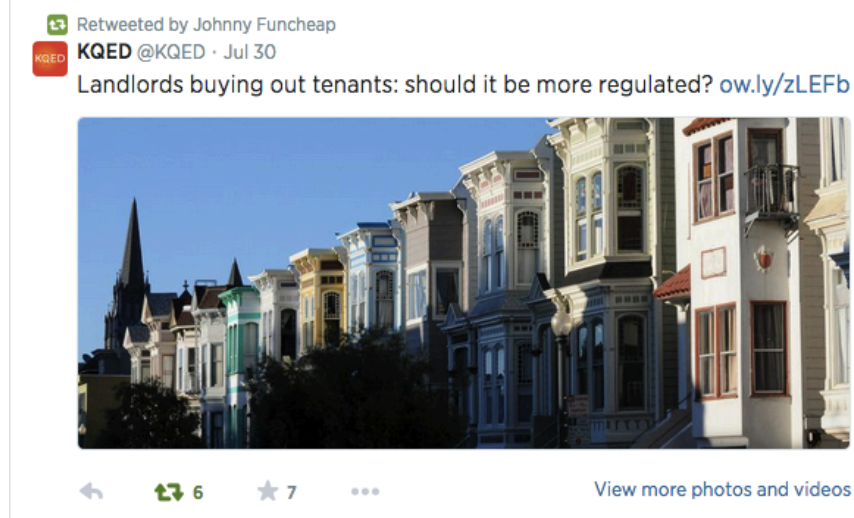 Retweeted by Johnny Funcheap
KQED
KQED @KQED · Jul 30
Landlords buying out tenants: should it be more regulated? ow.ly/zLEFb
6
7
View more photos and videos